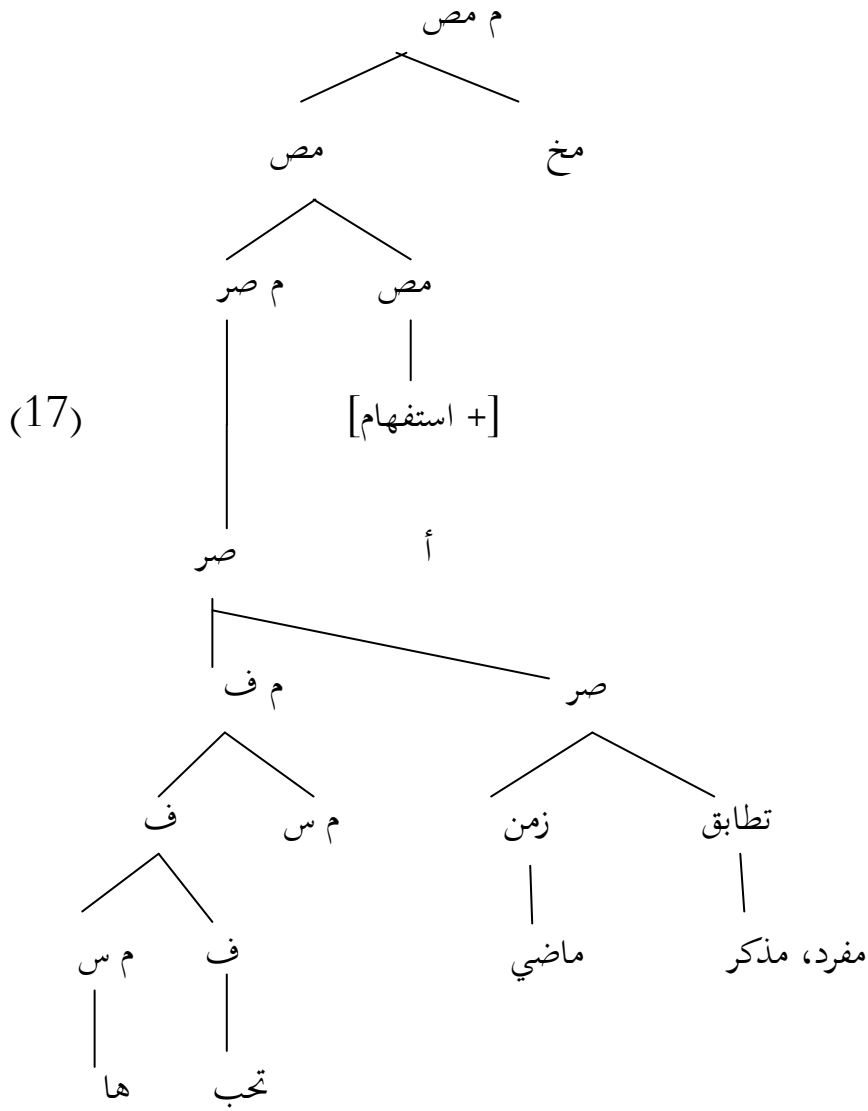 م مص
مخ مص
مص م صر
[+ استفهام] (17)
أ صر
صر م ف
تطابق زمن م س ف
مفرد، مذكر ماضي ف م س
تحب ها